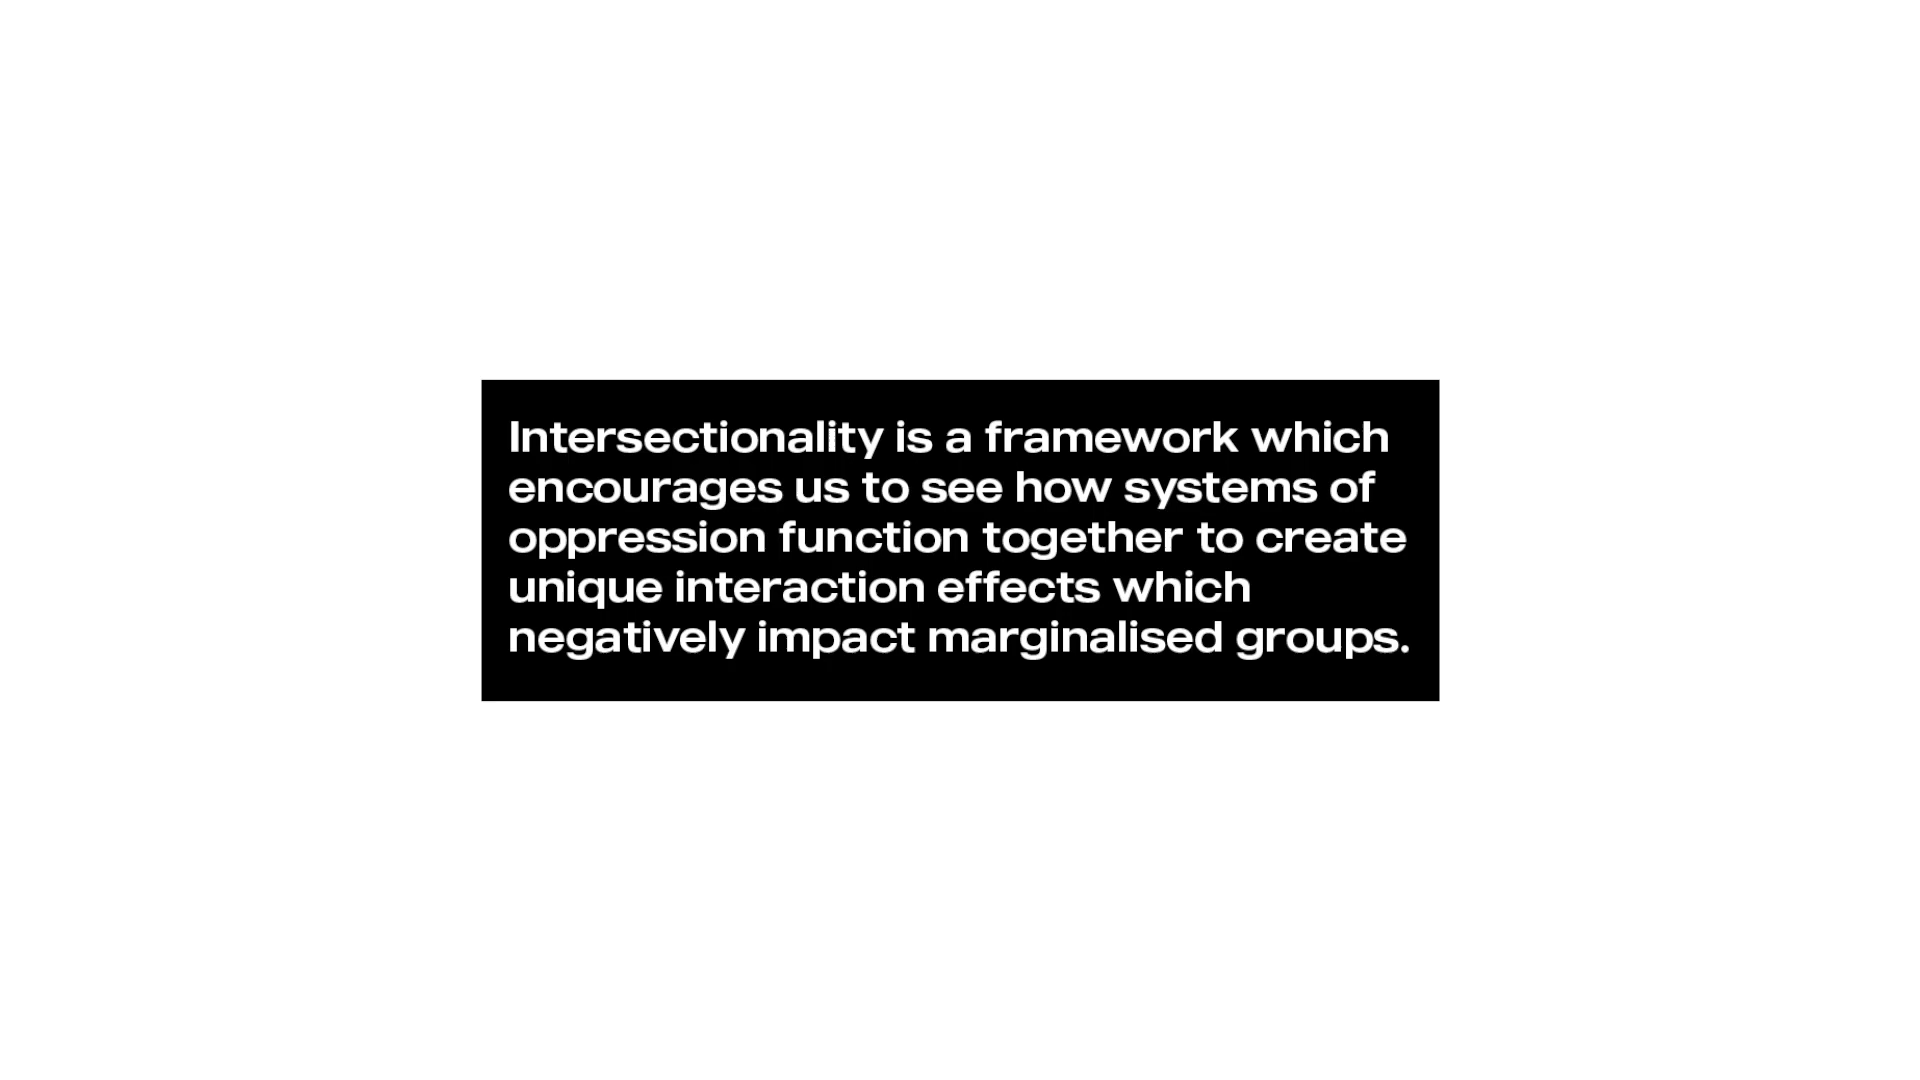 Intersectionality is a framework which
encourages us to see how systems of
oppression function together to create
unique interaction effects which
negatively impact marginalised groups.